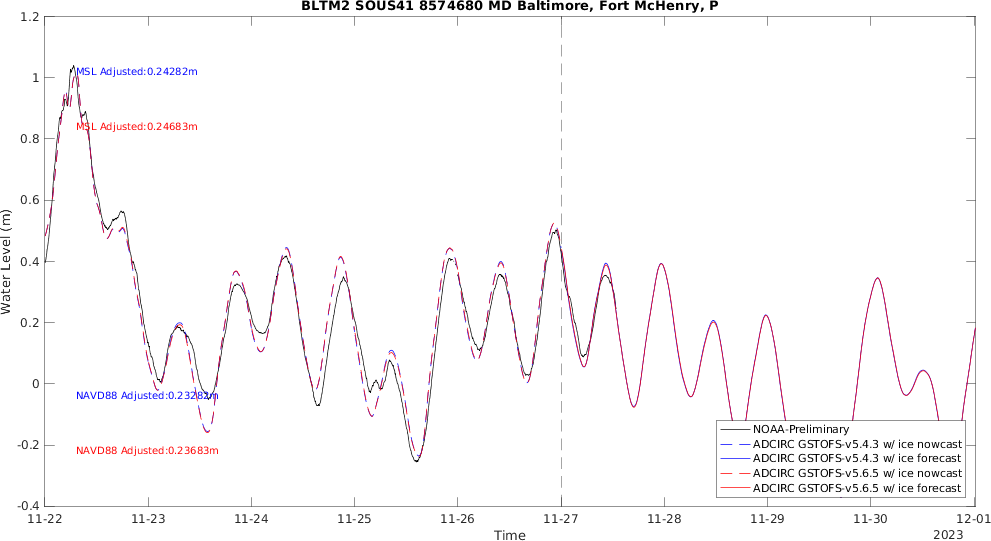 BLTM2 SOUS41 8574680 MD Baltimore, Fort McHenry, P
Water Level (m)
1.2
1
0.8
0.6
0.4
0.2
0
-0.2
-0.4
MSL Adjusted:0.24282m
MSL Adjusted:0.24683m
NAVD88 Adjusted:0.23282m
NAVD88 Adjusted:0.23683m
NOAA-Preliminary
ADCIRC GSTOFS-v5.4.3 w/ ice nowcast
ADCIRC GSTOFS-v5.4.3 w/ ice forecast
ADCIRC GSTOFS-v5.6.5 w/ ice nowcast
ADCIRC GSTOFS-v5.6.5 w/ ice forecast
11-22 11-23 11-24 11-25 11-26 11-27 11-28 11-29 11-30 12-01
Time
2023